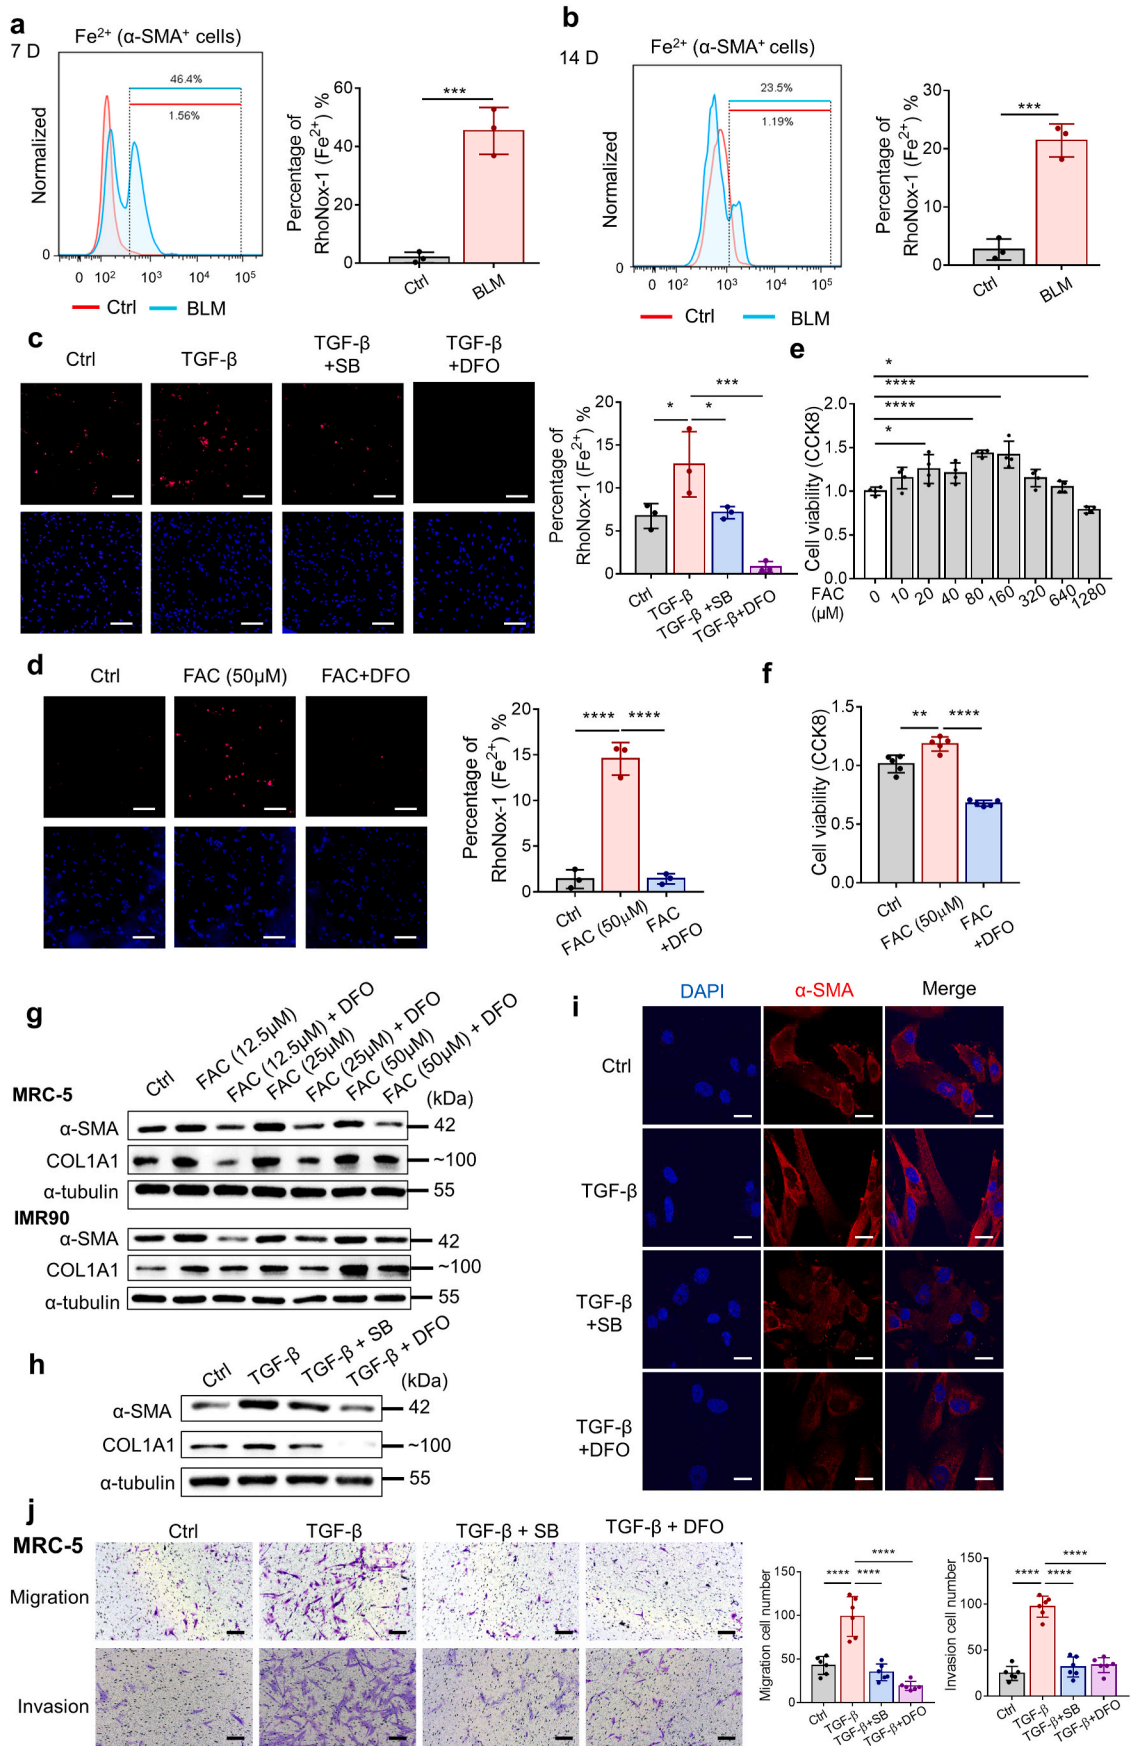 a
7 D
Fe²⁺ (α-SMA⁺ cells)
46.4%
1.56%
Normalized
0
0 10² 10³ 10⁴ 10⁵
Ctrl BLM
Percentage of
RhoNox-1 (Fe²⁺) %
60
40
20
0
***
Ctrl BLM
b
14 D
Fe²⁺ (α-SMA⁺ cells)
23.5%
1.19%
Normalized
0
0 10² 10³ 10⁴ 10⁵
Ctrl BLM
Percentage of
RhoNox-1 (Fe²⁺) %
30
20
10
0
***
Ctrl BLM
c
Ctrl TGF-β TGF-β +SB TGF-β +DFO
Percentage of
RhoNox-1 (Fe²⁺) %
20
15
10
5
0
***
* *
Ctrl TGF-β TGF-β +SB TGF-β+DFO
e
Cell viability (CCK8)
2.0
1.5
1.0
0.5
0.0
*
****
****
*
FAC
(μM)
0 10 20 40 80 160 320 640 1280
d
Ctrl FAC (50μM) FAC+DFO
Percentage of
RhoNox-1 (Fe²⁺) %
20
15
10
5
0
**** ****
Ctrl FAC (50μM) FAC +DFO
f
Cell viability (CCK8)
1.5
1.0
0.5
0.0
** ****
Ctrl FAC (50μM) FAC +DFO
g
Ctrl
FAC (12.5μM)
FAC (12.5μM) + DFO
FAC (25μM)
FAC (25μM) + DFO
FAC (50μM)
FAC (50μM) + DFO
MRC-5
(kDa)
α-SMA 42
COL1A1 ~100
α-tubulin 55
IMR90
α-SMA 42
COL1A1 ~100
α-tubulin 55
h
Ctrl
TGF-β
TGF-β + SB
TGF-β + DFO
(kDa)
α-SMA 42
COL1A1 ~100
α-tubulin 55
i
DAPI α-SMA Merge
Ctrl
TGF-β
TGF-β
+SB
TGF-β
+DFO
j
MRC-5
Ctrl TGF-β TGF-β + SB TGF-β + DFO
Migration
Invasion
Migration cell number
150
100
50
0
****
**** ****
Ctrl TGF-β TGF-β+SB TGF-β+DFO
Invasion cell number
150
100
50
0
****
**** ****
Ctrl TGF-β TGF-β+SB TGF-β+DFO